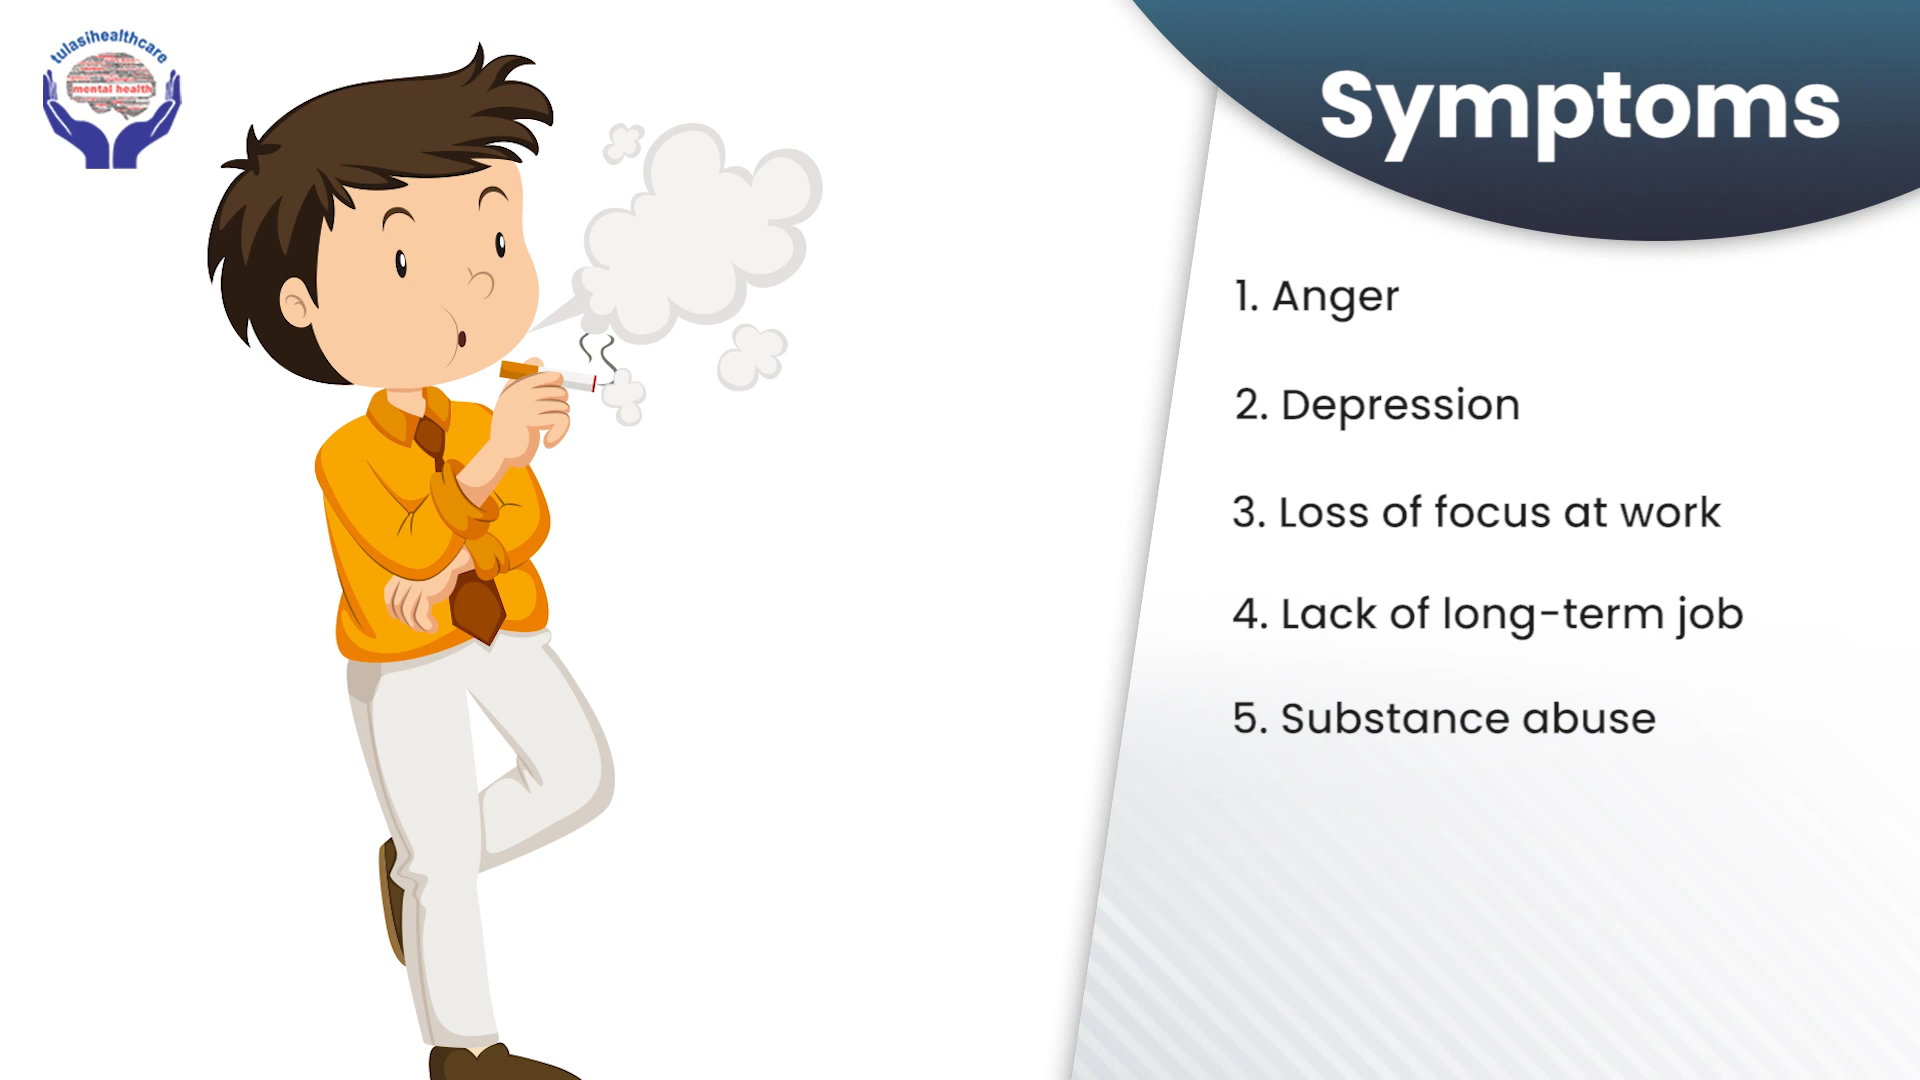 tulasihealthcare
mental health
Symptoms
1. Anger
2. Depression
3. Loss of focus at work
4. Lack of long-term job
5. Substance abuse